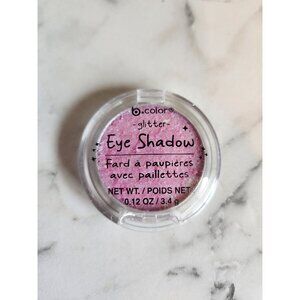 b.color®
-glitter-
Eye Shadow
Fard à paupières
avec paillettes
NET WT. / POIDS NET
0.12 OZ / 3.4 g